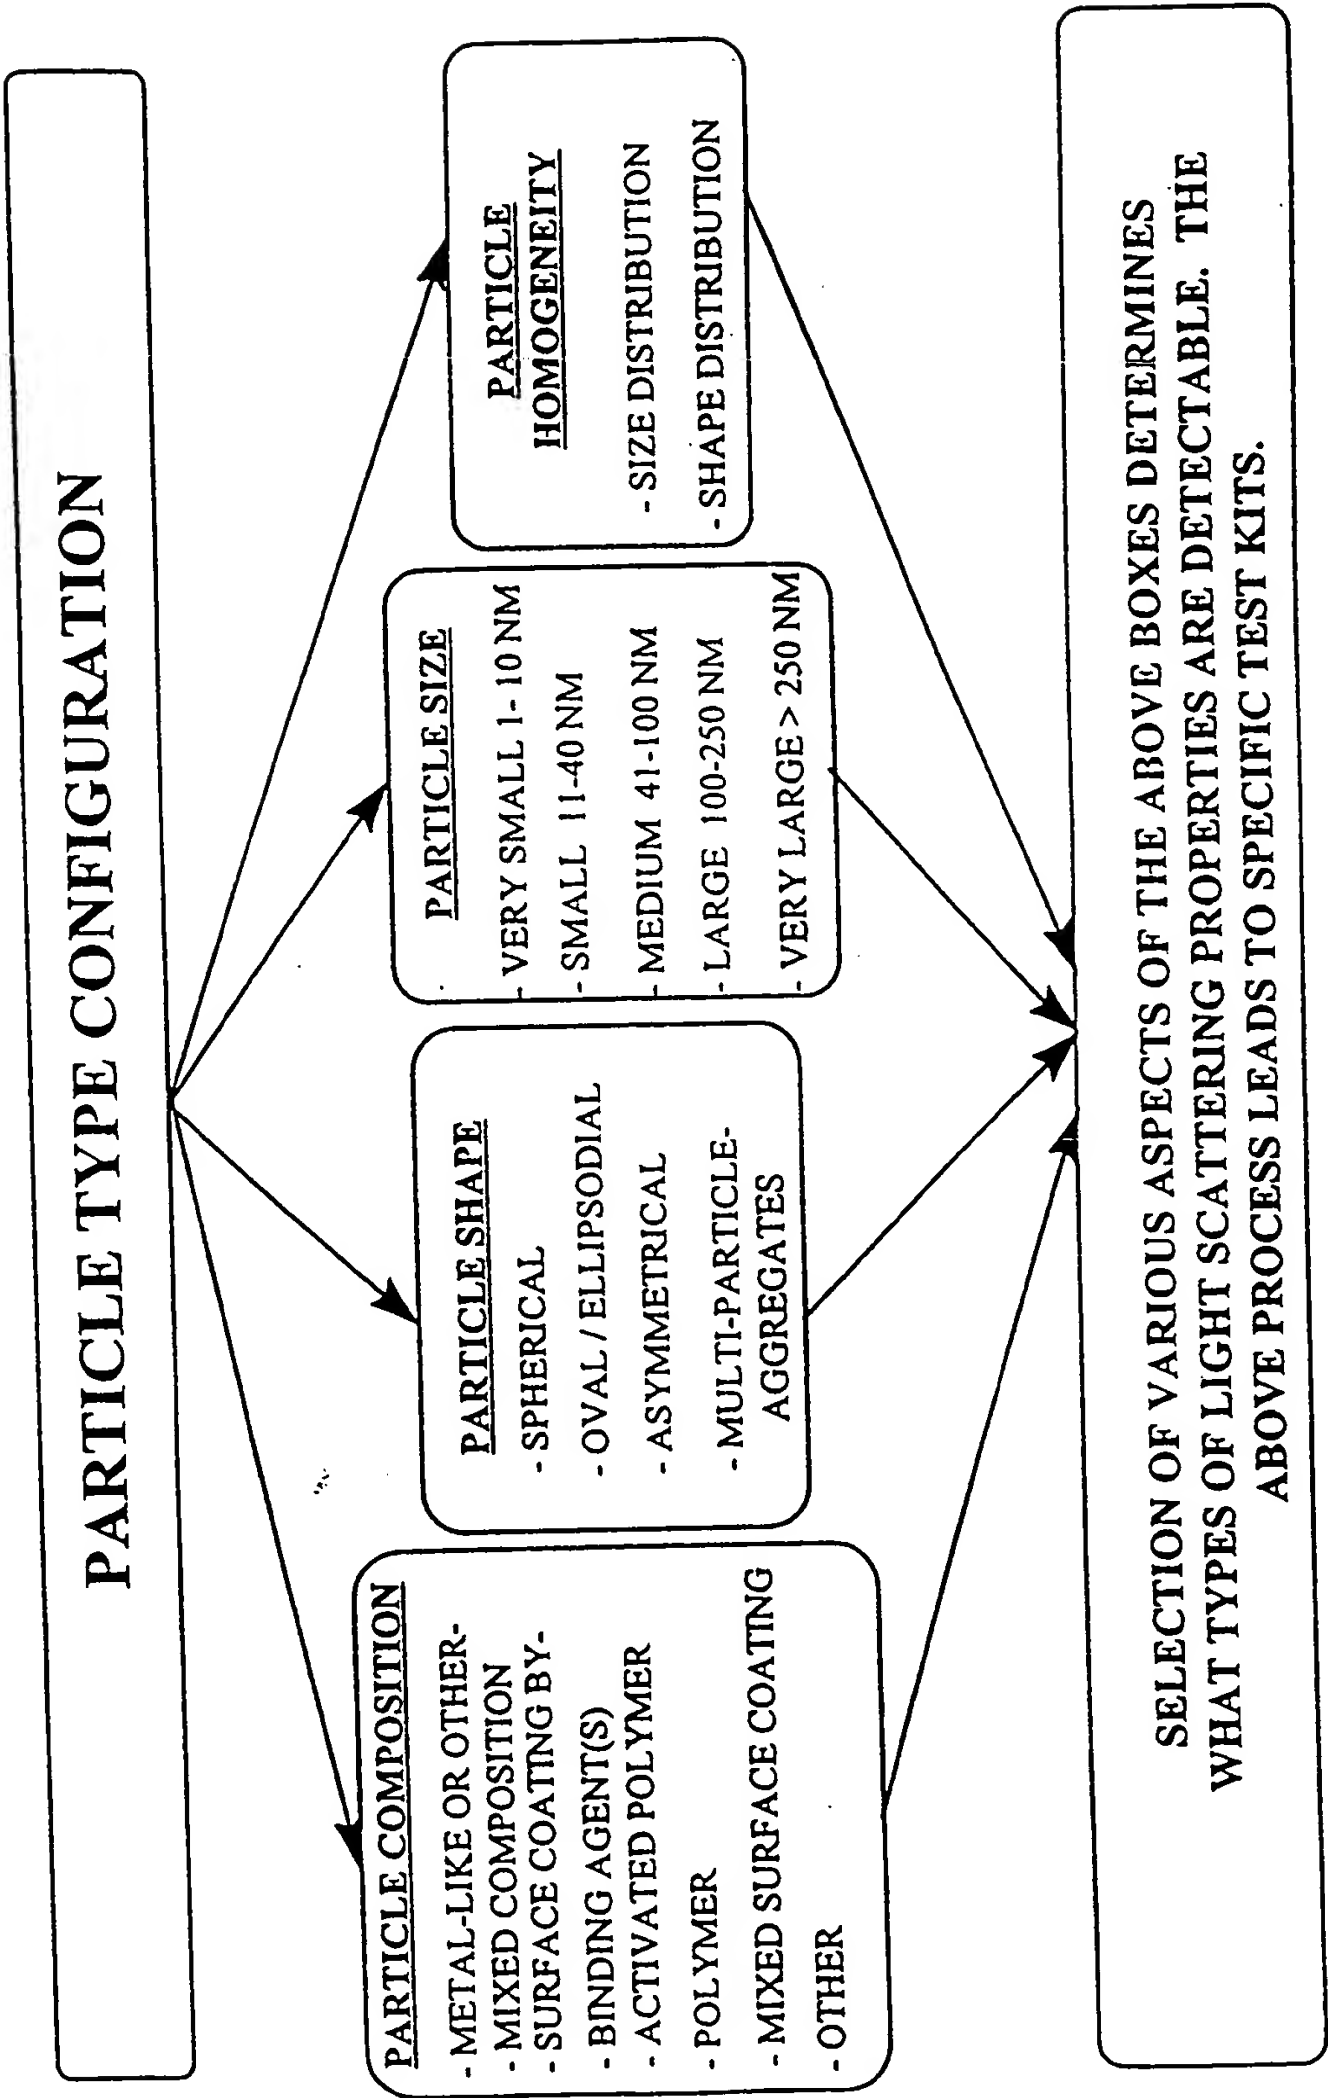 PARTICLE TYPE CONFIGURATION
PARTICLE COMPOSITION
- METAL-LIKE OR OTHER-
- MIXED COMPOSITION
- SURFACE COATING BY-
- BINDING AGENT(S)
- ACTIVATED POLYMER
- POLYMER
- MIXED SURFACE COATING
- OTHER
PARTICLE SHAPE
- SPHERICAL
- OVAL / ELLIPSODIAL
- ASYMMETRICAL
- MULTI-PARTICLE-
AGGREGATES
PARTICLE SIZE
- VERY SMALL 1- 10 NM
- SMALL 11-40 NM
- MEDIUM 41-100 NM
- LARGE 100-250 NM
- VERY LARGE > 250 NM
PARTICLE
HOMOGENEITY
- SIZE DISTRIBUTION
- SHAPE DISTRIBUTION
SELECTION OF VARIOUS ASPECTS OF THE ABOVE BOXES DETERMINES
WHAT TYPES OF LIGHT SCATTERING PROPERTIES ARE DETECTABLE. THE
ABOVE PROCESS LEADS TO SPECIFIC TEST KITS.